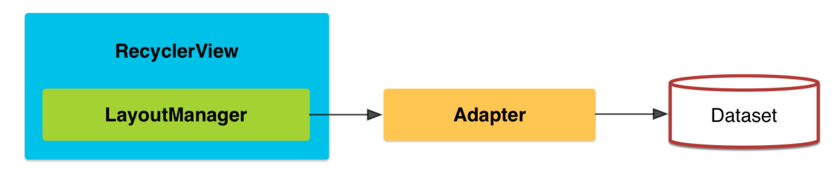 RecyclerView
LayoutManager
Adapter
Dataset